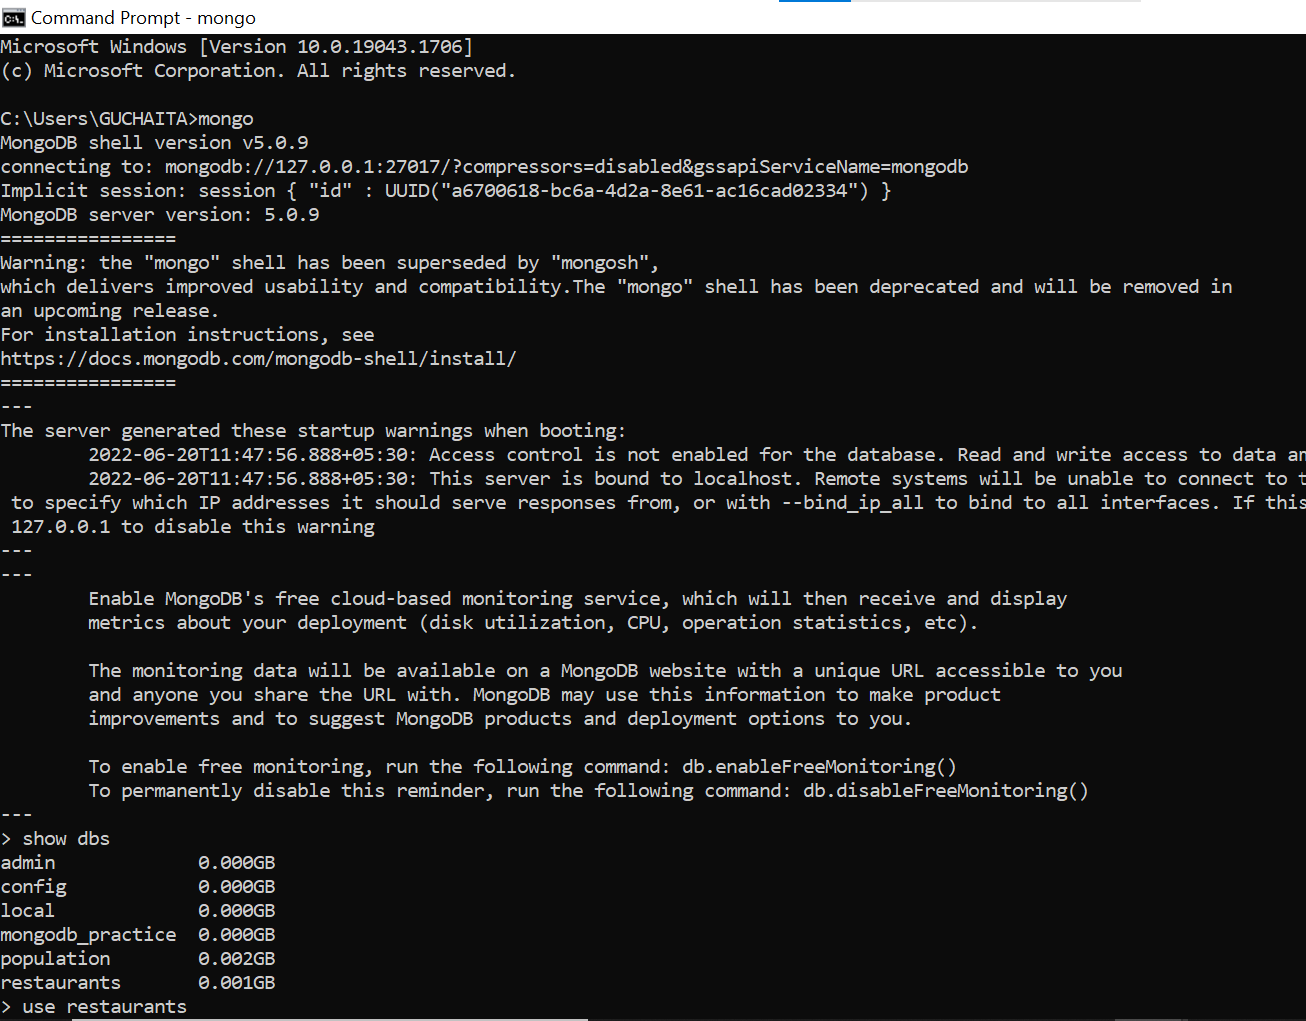 Command Prompt - mongo
Microsoft Windows [Version 10.0.19043.1706]
(c) Microsoft Corporation. All rights reserved.
C:\Users\GUCHAITA>mongo
MongoDB shell version v5.0.9
connecting to: mongodb://127.0.0.1:27017/?compressors=disabled&gssapiServiceName=mongodb
Implicit session: session { "id" : UUID("a6700618-bc6a-4d2a-8e61-ac16cad02334") }
MongoDB server version: 5.0.9
================
Warning: the "mongo" shell has been superseded by "mongosh",
which delivers improved usability and compatibility.The "mongo" shell has been deprecated and will be removed in
an upcoming release.
For installation instructions, see
https://docs.mongodb.com/mongodb-shell/install/
================
---
The server generated these startup warnings when booting:
2022-06-20T11:47:56.888+05:30: Access control is not enabled for the database. Read and write access to data
2022-06-20T11:47:56.888+05:30: This server is bound to localhost. Remote systems will be unable to connect to
to specify which IP addresses it should serve responses from, or with --bind_ip_all to bind to all interfaces. If this
127.0.0.1 to disable this warning
---
---
Enable MongoDB's free cloud-based monitoring service, which will then receive and display
metrics about your deployment (disk utilization, CPU, operation statistics, etc).
The monitoring data will be available on a MongoDB website with a unique URL accessible to you
and anyone you share the URL with. MongoDB may use this information to make product
improvements and to suggest MongoDB products and deployment options to you.
To enable free monitoring, run the following command: db.enableFreeMonitoring()
To permanently disable this reminder, run the following command: db.disableFreeMonitoring()
---
> show dbs
admin 0.000GB
config 0.000GB
local 0.000GB
mongodb_practice 0.000GB
population 0.002GB
restaurants 0.001GB
> use restaurants